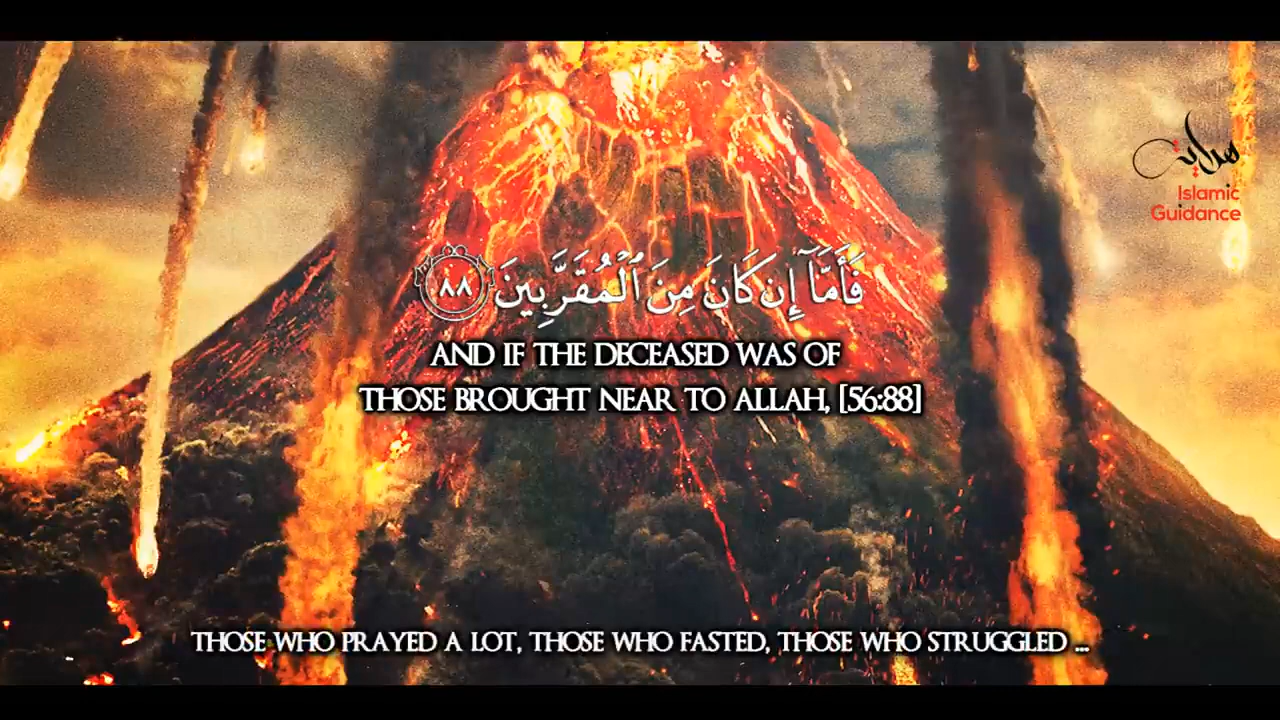 هداية
Islamic
Guidance
فَأَمَّآ إِن كَانَ مِنَ ٱلْمُقَرَّبِينَ ٨٨
AND IF THE DECEASED WAS OF
THOSE BROUGHT NEAR TO ALLAH, [56:88]
THOSE WHO PRAYED A LOT, THOSE WHO FASTED, THOSE WHO STRUGGLED ...